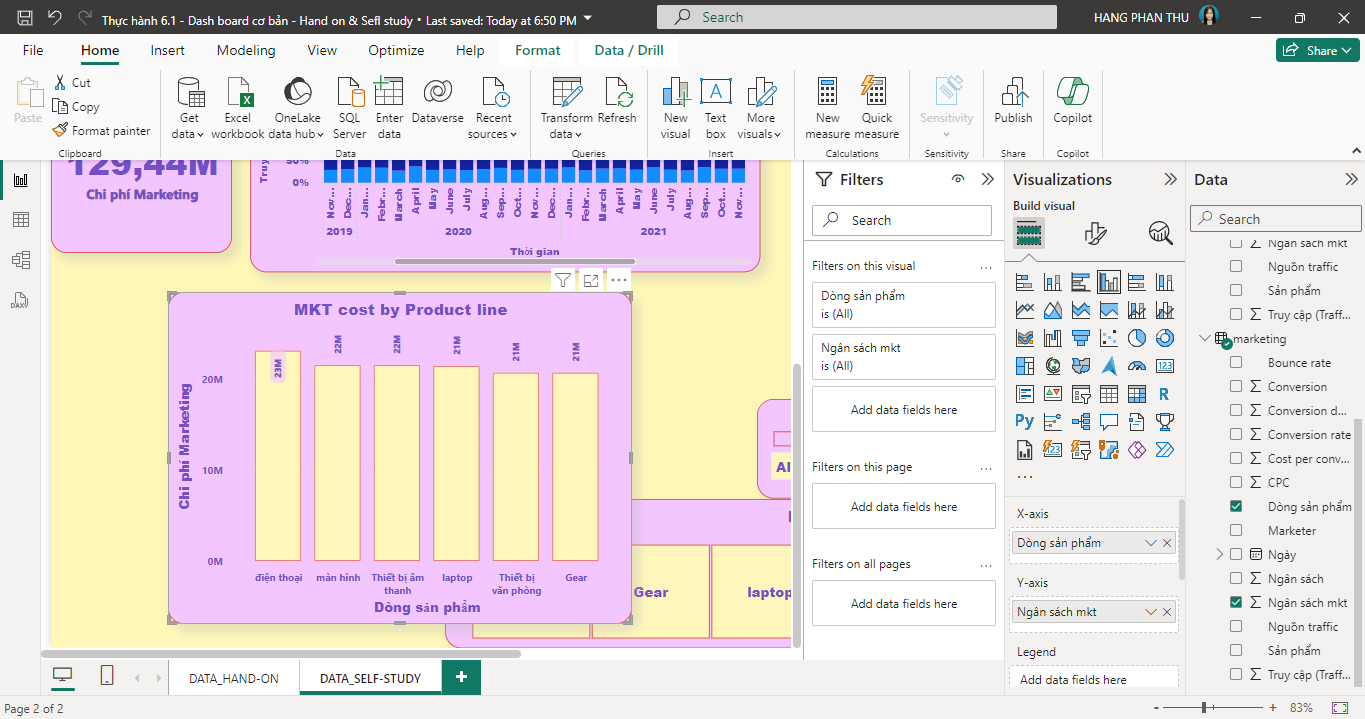 Thực hành 6.1 - Dash board cơ bản - Hand on & Sefl study • Last saved: Today at 6:50 PM
Search
HANG PHAN THU
File
Home
Insert
Modeling
View
Optimize
Help
Format
Data / Drill
Share
Paste
Cut
Copy
Format painter
Clipboard
Get data
Excel workbook
OneLake data hub
SQL Server
Enter data
Dataverse
Recent sources
Data
Transform data
Refresh
Queries
New visual
Text box
More visuals
Insert
New measure
Quick measure
Calculations
Sensitivity
Sensitivity
Publish
Share
Copilot
Copilot
129,44M
Chi phí Marketing
Truy
50%
0%
Nov... Dec... Jan... Febr... March April May June July Aug... Sep... Oct... Nov... Dec... Jan... Febr... March April May June July Aug... Sep... Oct... Nov...
2019 2020 2021
Thời gian
MKT cost by Product line
Chi phí Marketing
20M
10M
0M
23M 22M 22M 21M 21M 21M
điện thoại
màn hình
Thiết bị âm thanh
laptop
Thiết bị văn phòng
Gear
Dòng sản phẩm
Al
Gear
laptop
Filters
Search
Filters on this visual
Dòng sản phẩm
is (All)
Ngân sách mkt
is (All)
Add data fields here
Filters on this page
Add data fields here
Filters on all pages
Add data fields here
Visualizations
Build visual
123
R
Py
123
X-axis
Dòng sản phẩm
Y-axis
Ngân sách mkt
Legend
Add data fields here
Data
Search
Ngân sách mkt
Nguồn traffic
Sản phẩm
Truy cập (Traff...
marketing
Bounce rate
Conversion
Conversion d...
Conversion rate
Cost per conv...
CPC
Dòng sản phẩm
Marketer
Ngày
Ngân sách
Ngân sách mkt
Nguồn traffic
Sản phẩm
Truy cập (Traff...
DATA_HAND-ON
DATA_SELF-STUDY
Page 2 of 2
83%